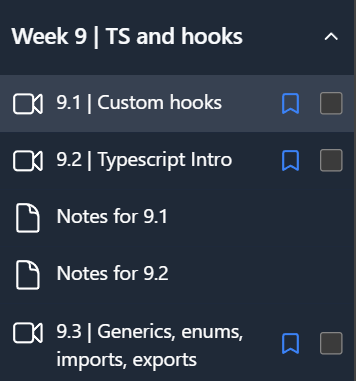 Week 9 | TS and hooks
9.1 | Custom hooks
9.2 | Typescript Intro
Notes for 9.1
Notes for 9.2
9.3 | Generics, enums,
imports, exports